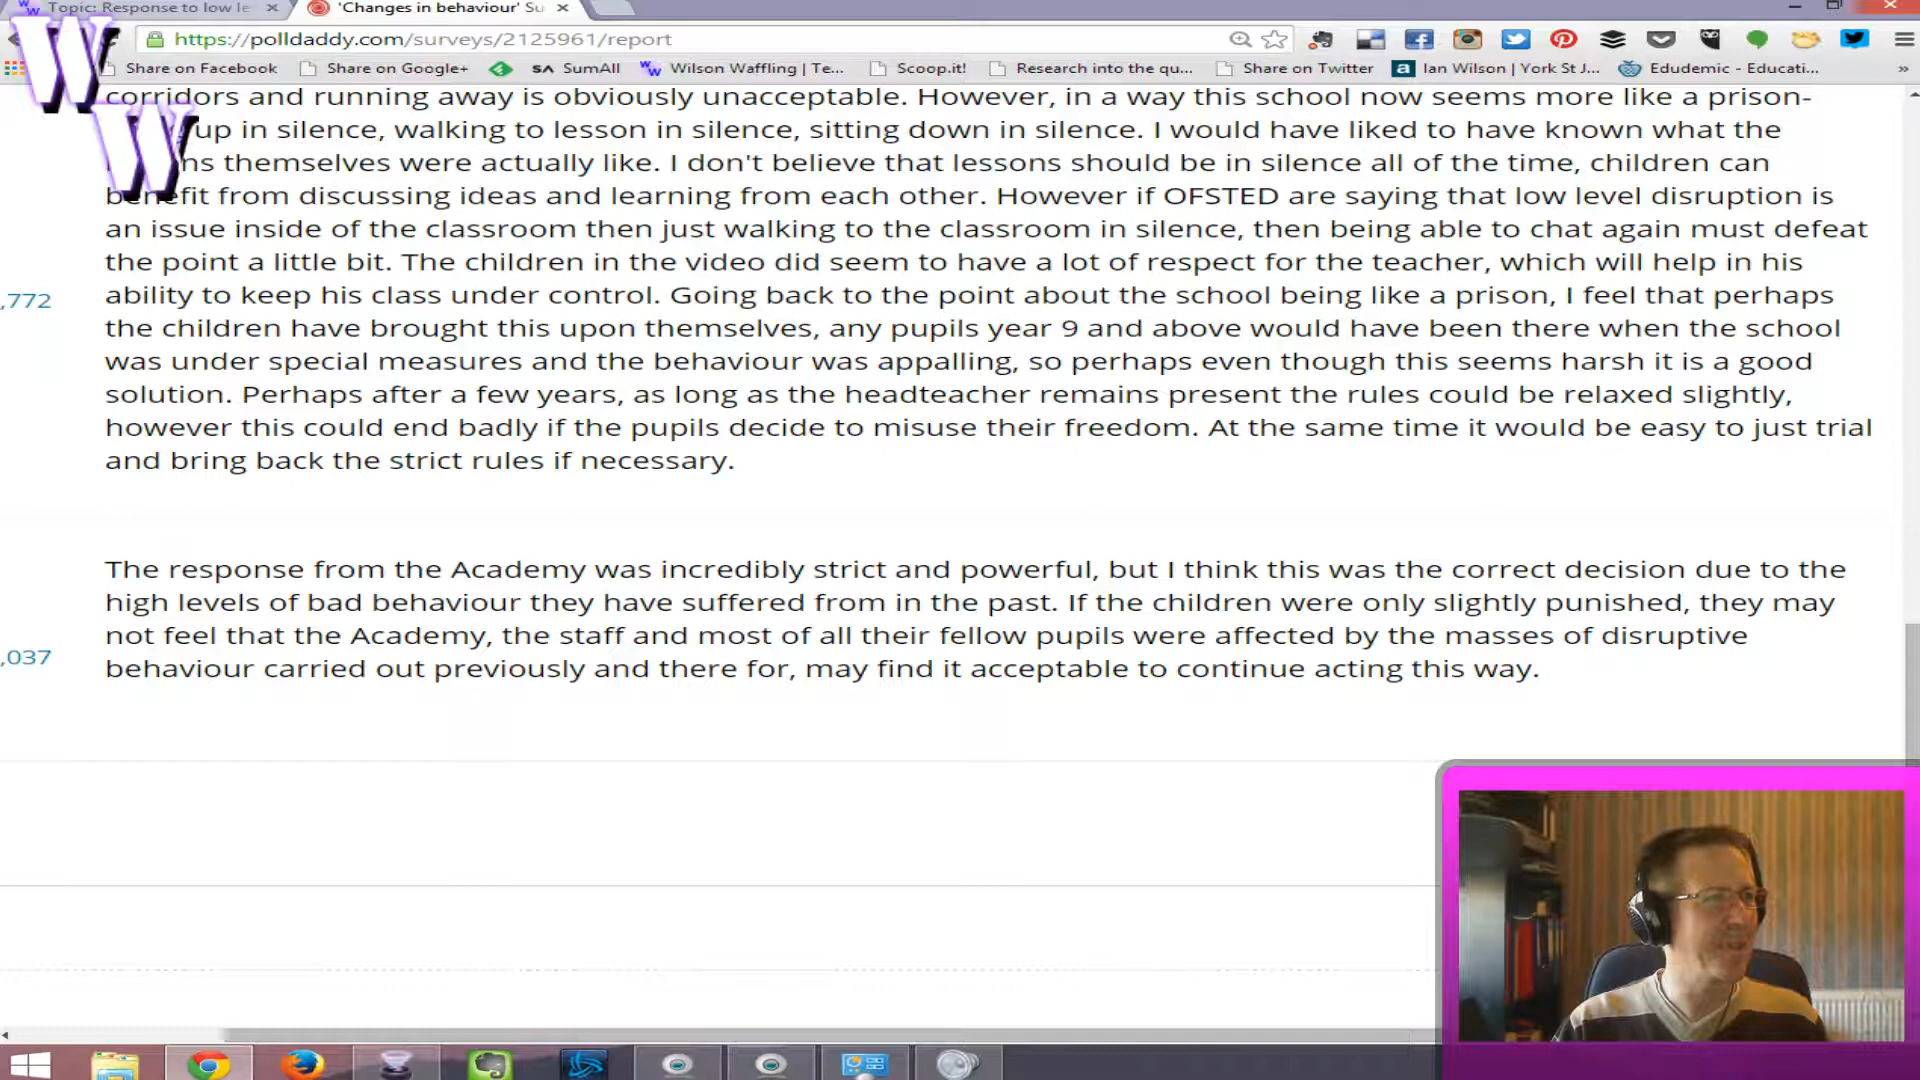 Topic: Response to low le
'Changes in behaviour' Su
https://polldaddy.com/surveys/2125961/report
Share on Facebook
Share on Google+
SumAll
Wilson Waffling | Te...
Scoop.it!
Research into the qu...
Share on Twitter
Ian Wilson | York St J...
Edudemic - Educati...
»
W
W
corridors and running away is obviously unacceptable. However, in a way this school now seems more like a prison-
up in silence, walking to lesson in silence, sitting down in silence. I would have liked to have known what the
ns themselves were actually like. I don't believe that lessons should be in silence all of the time, children can
benefit from discussing ideas and learning from each other. However if OFSTED are saying that low level disruption is
an issue inside of the classroom then just walking to the classroom in silence, then being able to chat again must defeat
the point a little bit. The children in the video did seem to have a lot of respect for the teacher, which will help in his
,772
ability to keep his class under control. Going back to the point about the school being like a prison, I feel that perhaps
the children have brought this upon themselves, any pupils year 9 and above would have been there when the school
was under special measures and the behaviour was appalling, so perhaps even though this seems harsh it is a good
solution. Perhaps after a few years, as long as the headteacher remains present the rules could be relaxed slightly,
however this could end badly if the pupils decide to misuse their freedom. At the same time it would be easy to just trial
and bring back the strict rules if necessary.
The response from the Academy was incredibly strict and powerful, but I think this was the correct decision due to the
high levels of bad behaviour they have suffered from in the past. If the children were only slightly punished, they may
not feel that the Academy, the staff and most of all their fellow pupils were affected by the masses of disruptive
,037
behaviour carried out previously and there for, may find it acceptable to continue acting this way.